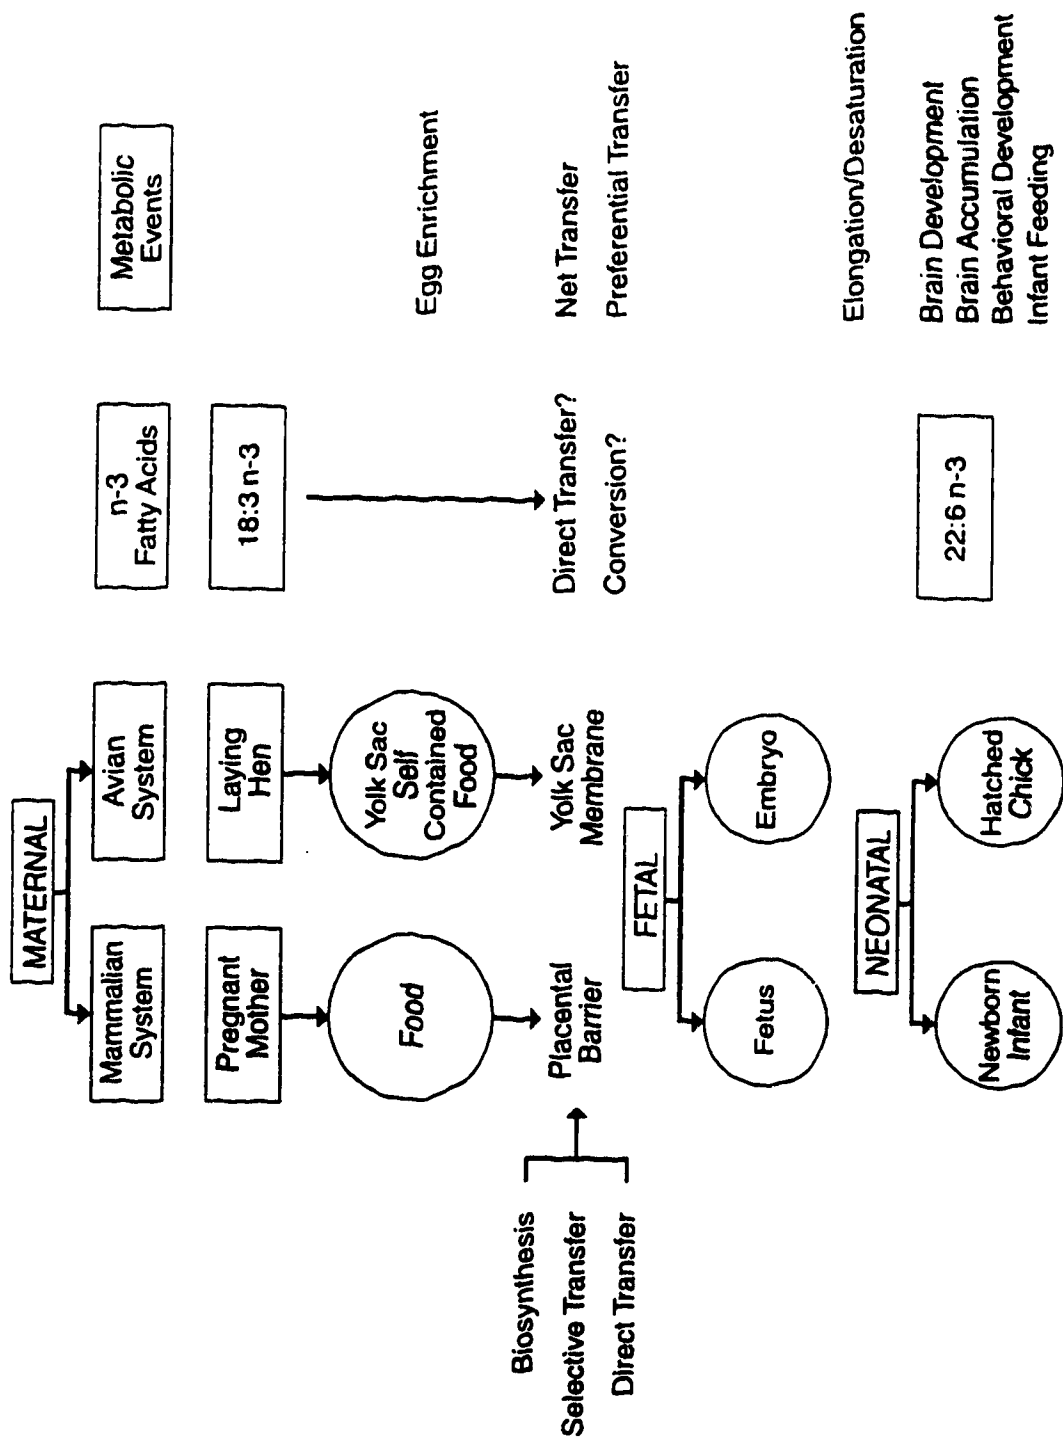 MATERNAL
Mammalian
System
Avian
System
n-3
Fatty Acids
Metabolic
Events
Pregnant
Mother
Laying
Hen
18:3 n-3
Food
Yolk Sac
Self
Contained
Food
Egg Enrichment
Biosynthesis
Selective Transfer
Direct Transfer
Placental
Barrier
Yolk Sac
Membrane
Direct Transfer?
Conversion?
Net Transfer
Preferential Transfer
FETAL
Fetus
Embryo
Elongation/Desaturation
NEONATAL
Newborn
Infant
Hatched
Chick
22:6 n-3
Brain Development
Brain Accumulation
Behavioral Development
Infant Feeding